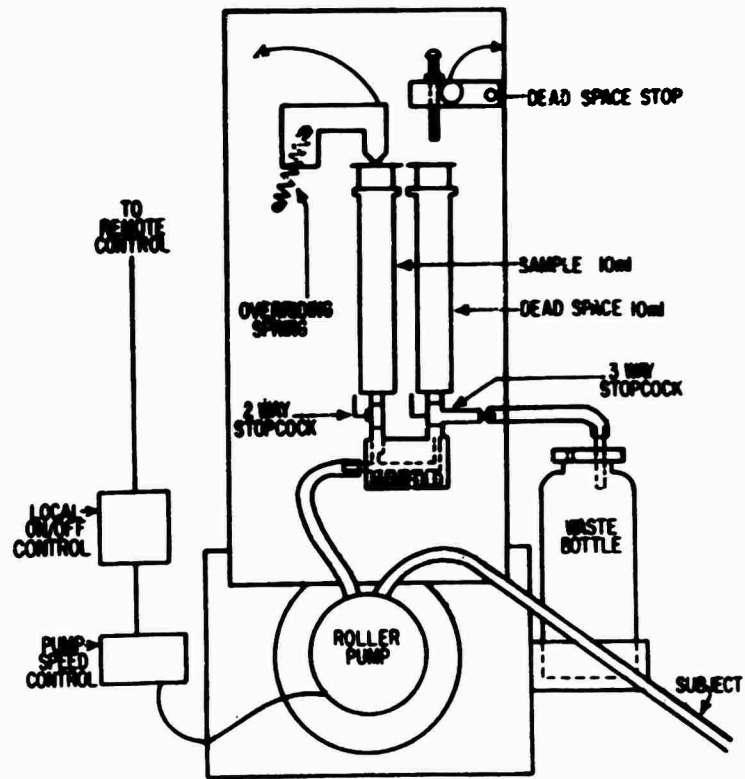 DEAD SPACE STOP
TO
REMOTE
CONTROL
SAMPLE 10ml
OVERRIDING
SPRING
DEAD SPACE 10ml
3 WAY
STOPCOCK
2 WAY
STOPCOCK
MANIFOLD
LOCAL
ON/OFF
CONTROL
WASTE
BOTTLE
ROLLER
PUMP
PUMP
SPEED
CONTROL
SUBJECT